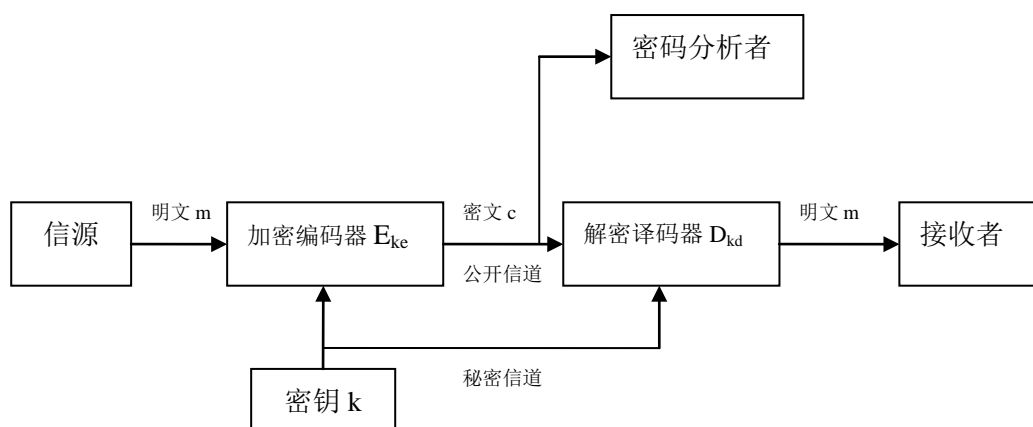 密码分析者
明文 m
密文 c
明文 m
信源
加密编码器 Eke
解密译码器 Dkd
接收者
公开信道
秘密信道
密钥 k